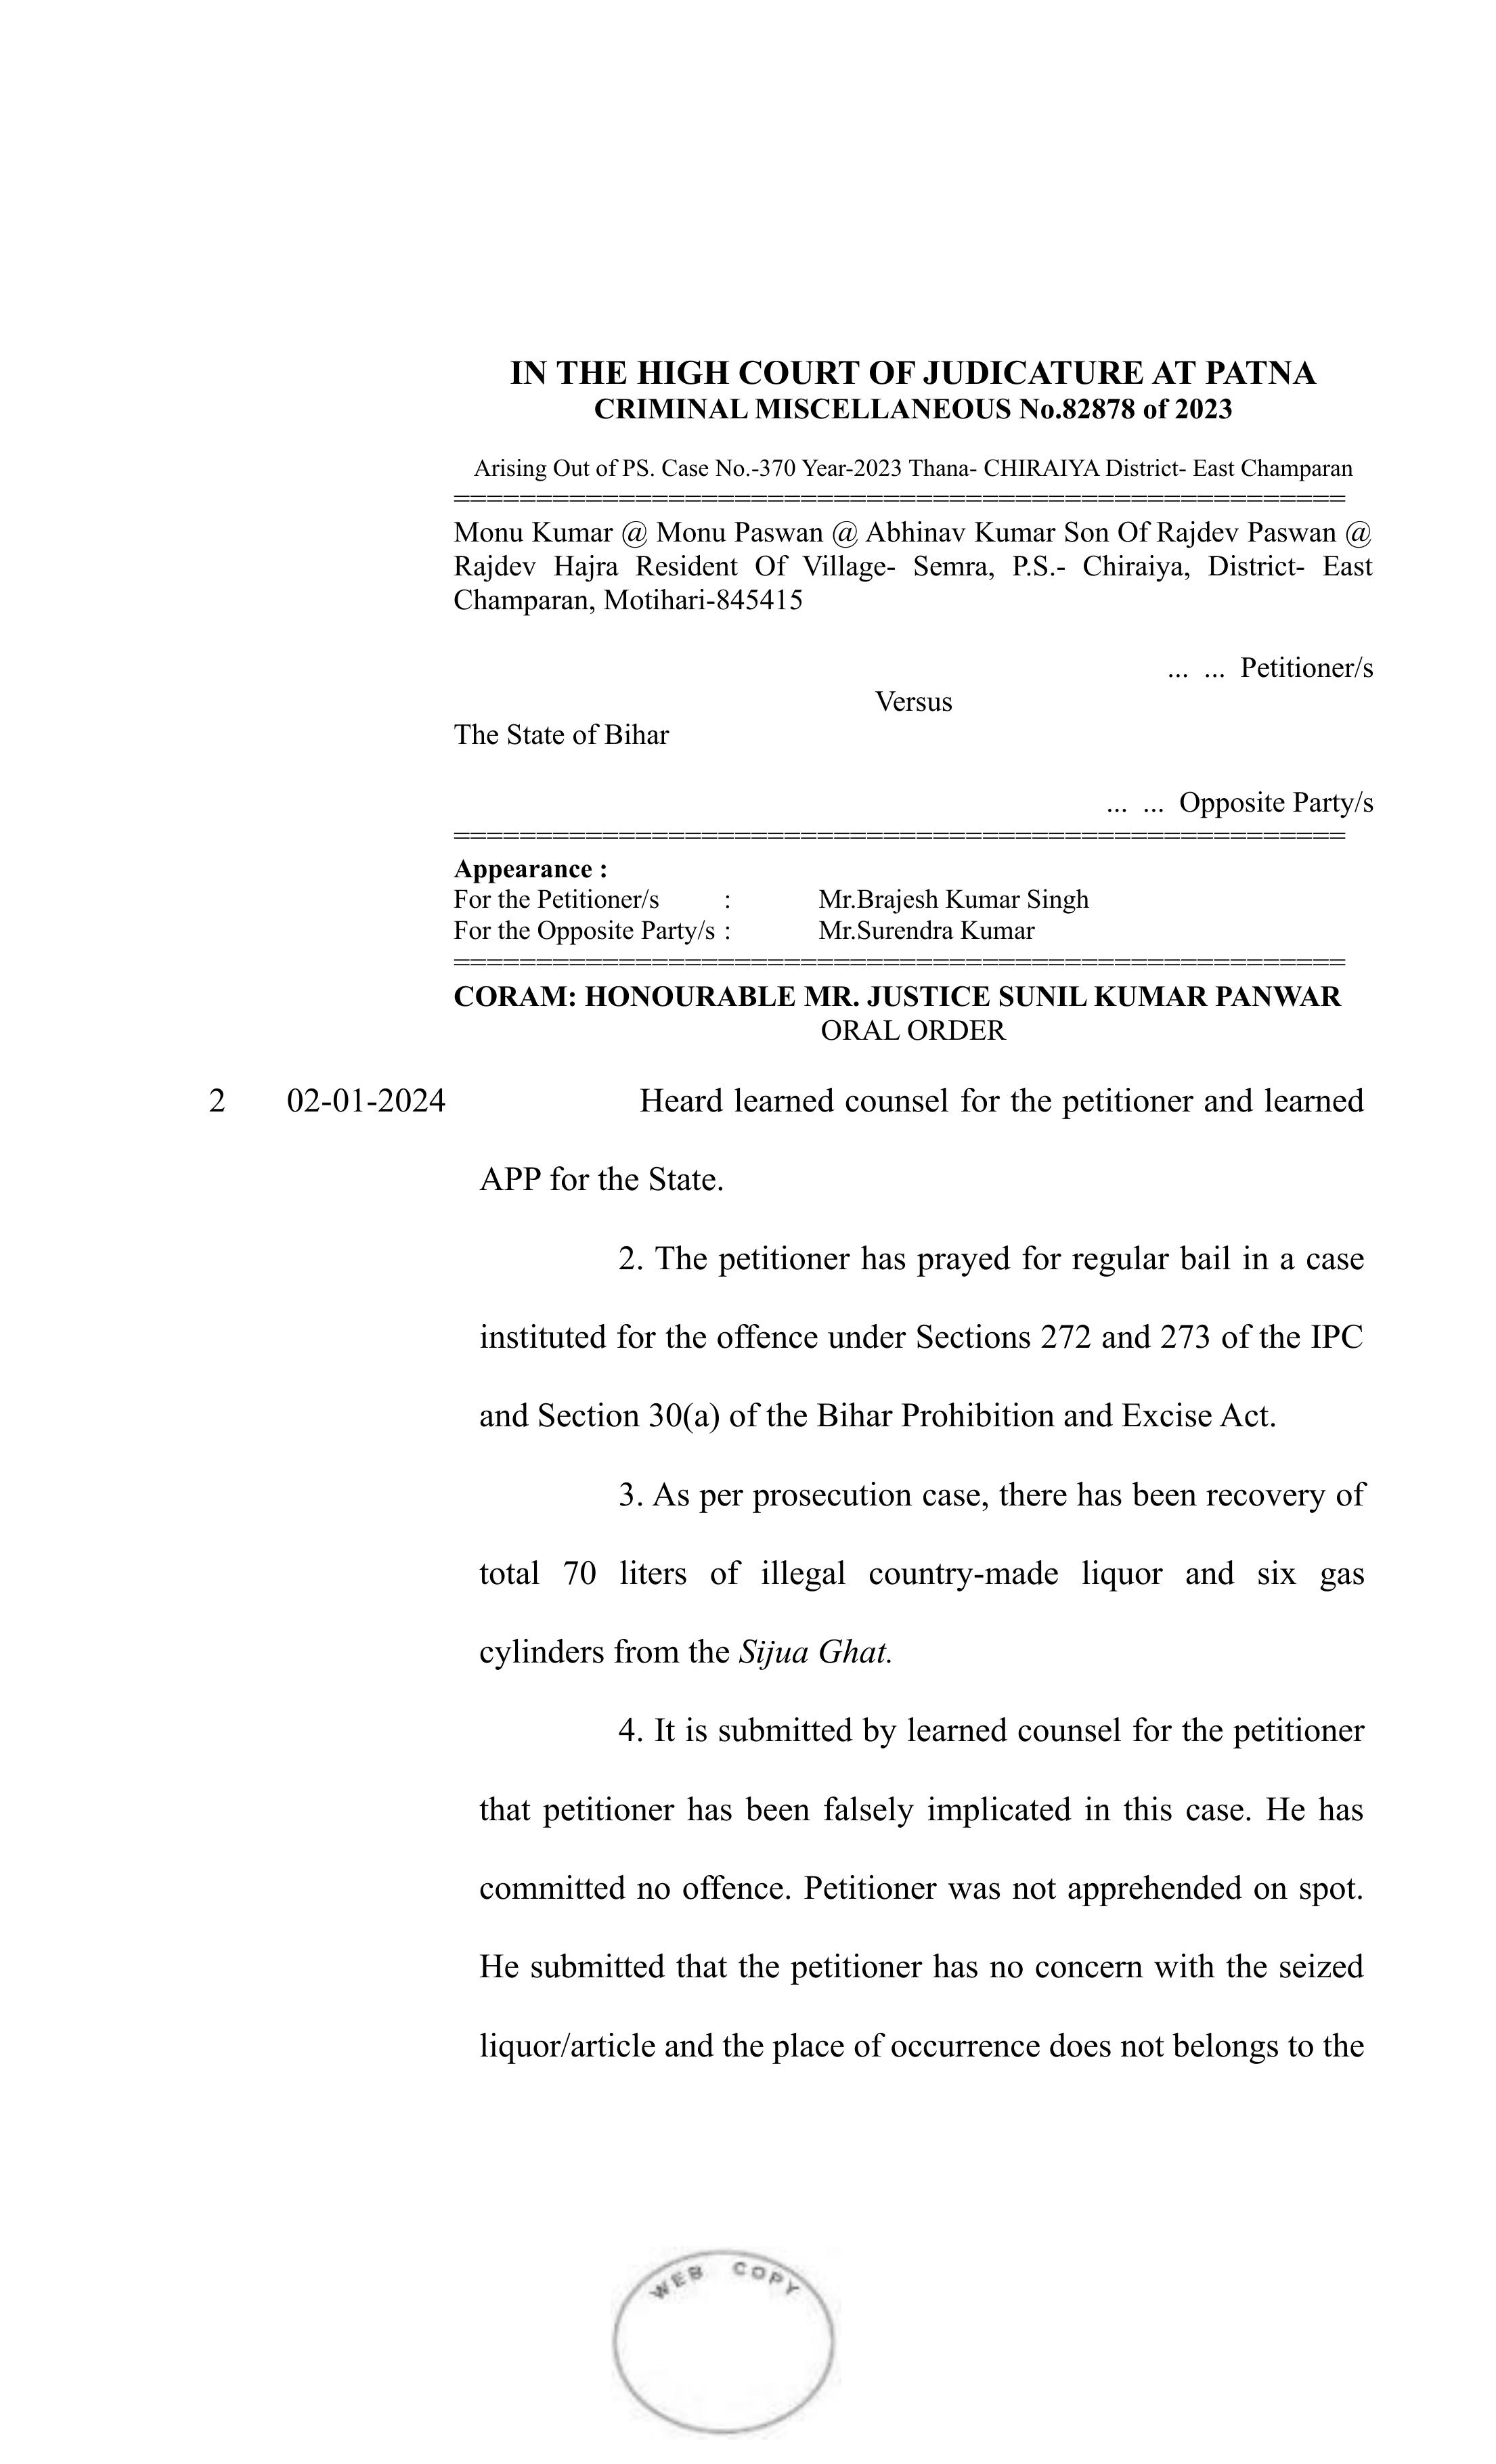 IN THE HIGH COURT OF JUDICATURE AT PATNA
CRIMINAL MISCELLANEOUS No.82878 of 2023
Arising Out of PS. Case No.-370 Year-2023 Thana- CHIRAIYA District- East Champaran
======================================================
Monu Kumar @ Monu Paswan @ Abhinav Kumar Son Of Rajdev Paswan @
Rajdev Hajra Resident Of Village- Semra, P.S.- Chiraiya, District- East
Champaran, Motihari-845415
... ... Petitioner/s
Versus
The State of Bihar
... ... Opposite Party/s
======================================================
Appearance :
For the Petitioner/s : Mr.Brajesh Kumar Singh
For the Opposite Party/s : Mr.Surendra Kumar
======================================================
CORAM: HONOURABLE MR. JUSTICE SUNIL KUMAR PANWAR
ORAL ORDER
2 02-01-2024 Heard learned counsel for the petitioner and learned
APP for the State.
2. The petitioner has prayed for regular bail in a case
instituted for the offence under Sections 272 and 273 of the IPC
and Section 30(a) of the Bihar Prohibition and Excise Act.
3. As per prosecution case, there has been recovery of
total 70 liters of illegal country-made liquor and six gas
cylinders from the Sijua Ghat.
4. It is submitted by learned counsel for the petitioner
that petitioner has been falsely implicated in this case. He has
committed no offence. Petitioner was not apprehended on spot.
He submitted that the petitioner has no concern with the seized
liquor/article and the place of occurrence does not belongs to the
WEB COPY